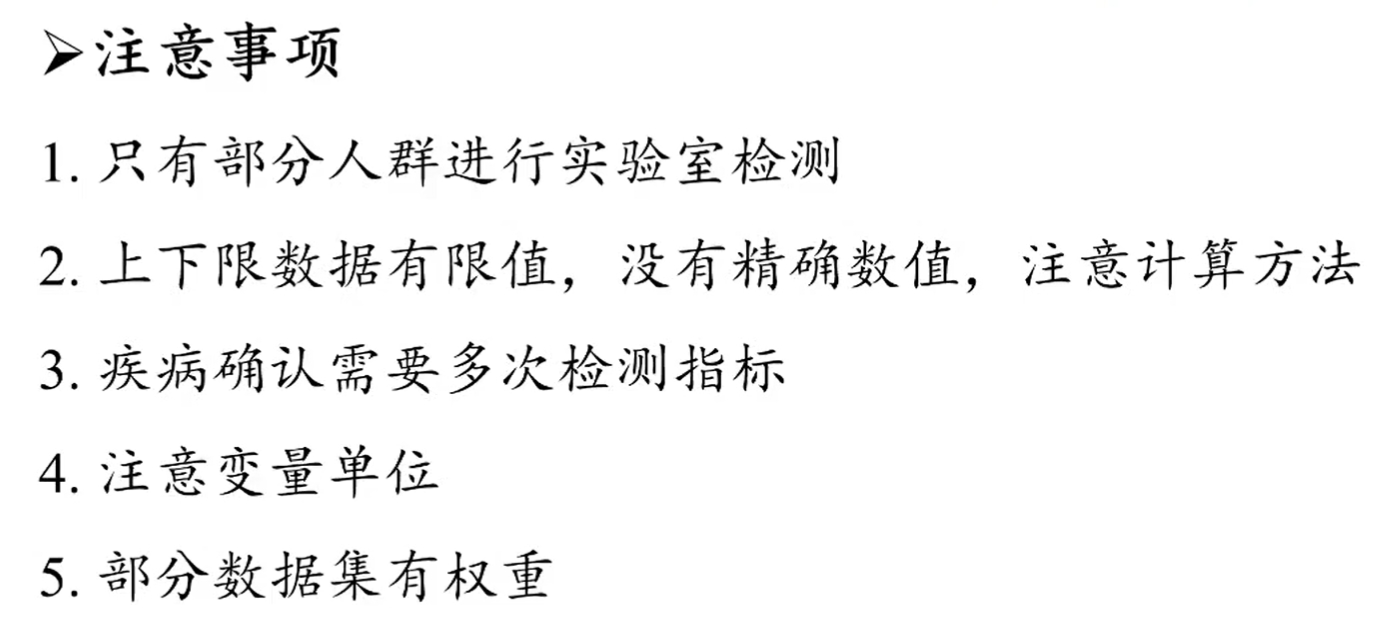 ➢注意事项
1. 只有部分人群进行实验室检测
2. 上下限数据有限值，没有精确数值，注意计算方法
3. 疾病确认需要多次检测指标
4. 注意变量单位
5. 部分数据集有权重